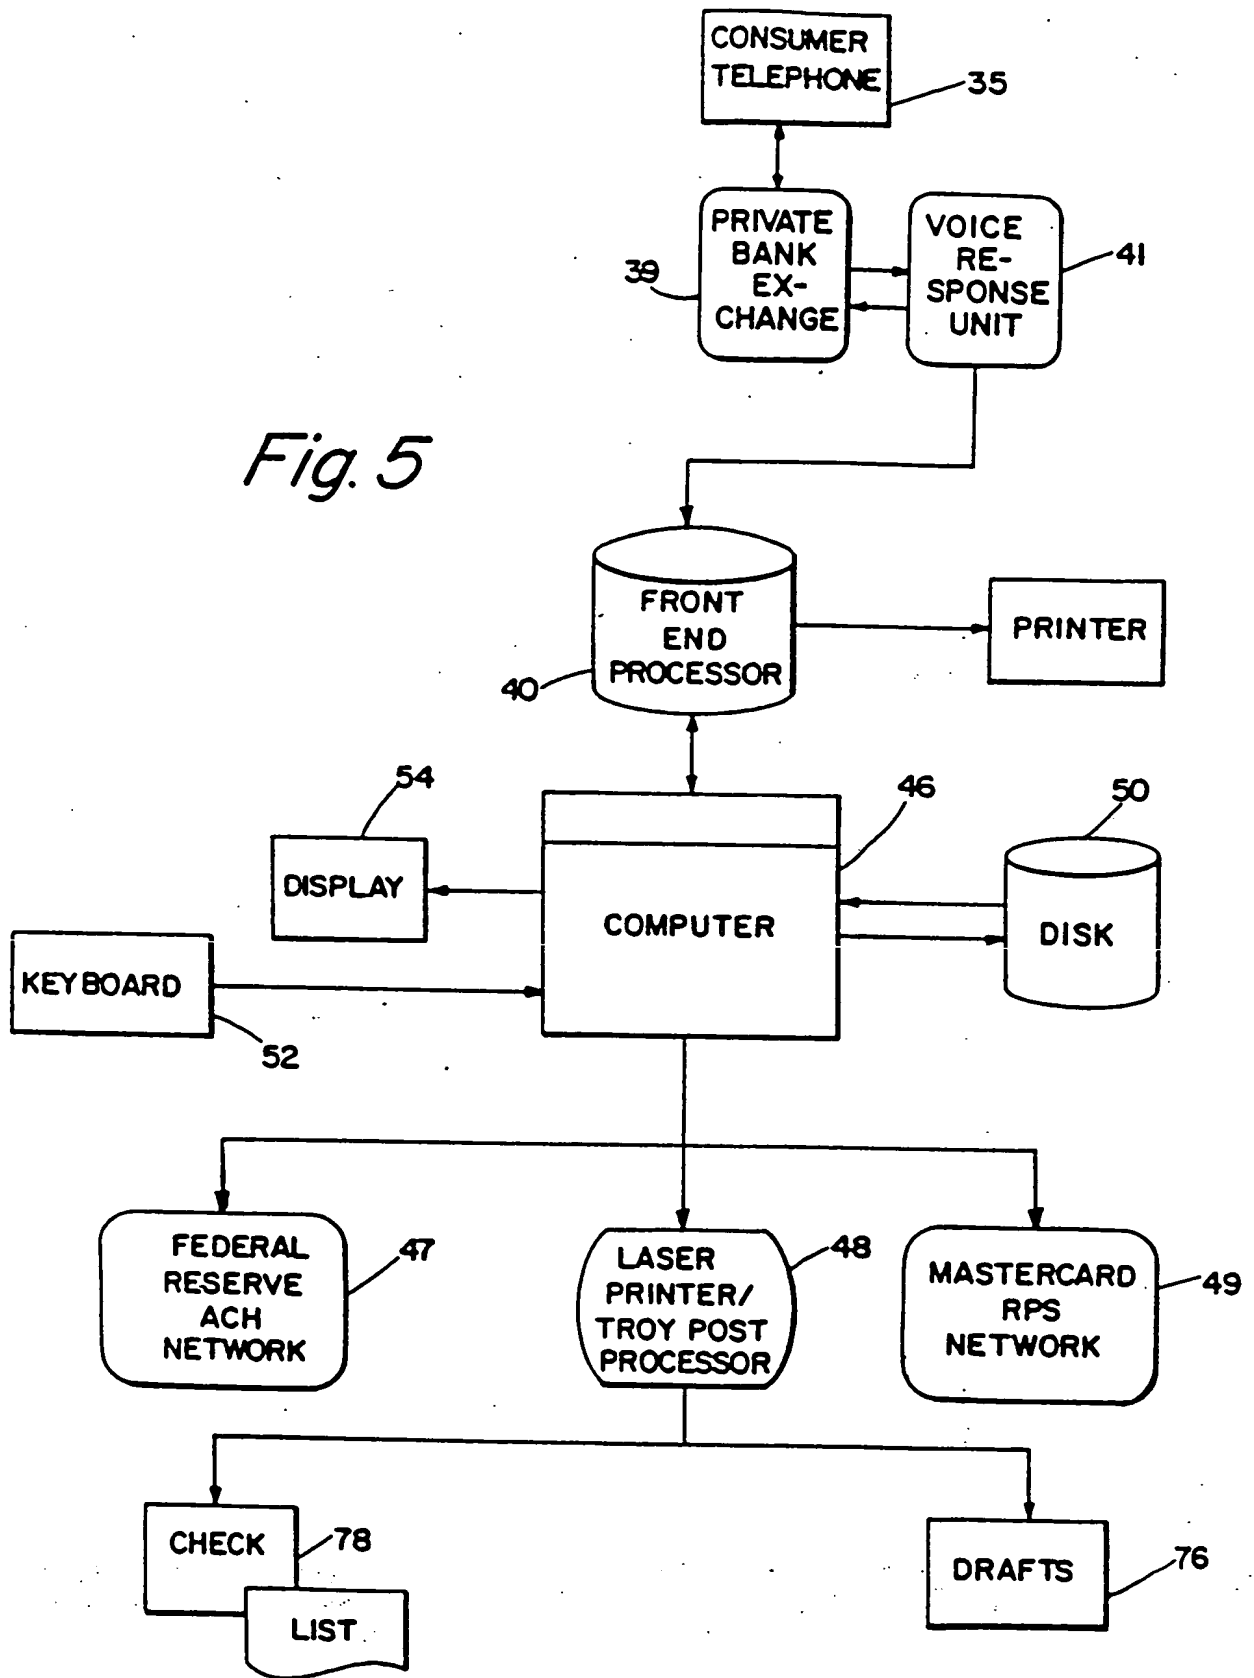 CONSUMER
TELEPHONE
35
PRIVATE
BANK
EX-
CHANGE
39
VOICE
RE-
SPONSE
UNIT
41
Fig. 5
FRONT
END
PROCESSOR
40
PRINTER
54
46
50
DISPLAY
COMPUTER
DISK
KEYBOARD
52
FEDERAL
RESERVE
ACH
NETWORK
47
LASER
PRINTER/
TROY POST
PROCESSOR
48
MASTERCARD
RPS
NETWORK
49
CHECK
78
LIST
DRAFTS
76